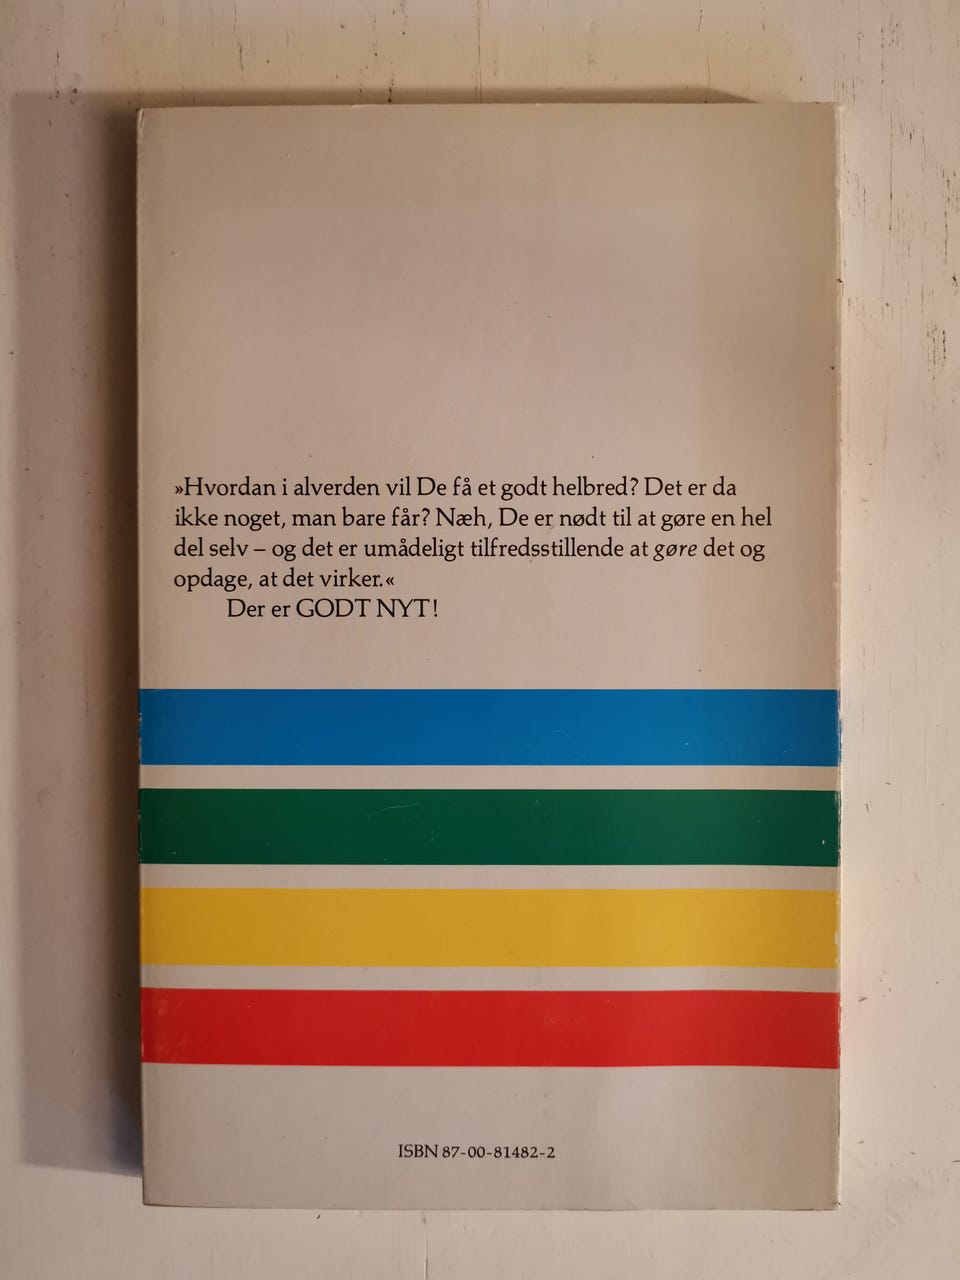 »Hvordan i alverden vil De få et godt helbred? Det er da
ikke noget, man bare får? Næh, De er nødt til at gøre en hel
del selv – og det er umådeligt tilfredsstillende at gøre det og
opdage, at det virker.«
Der er GODT NYT!
ISBN 87-00-81482-2